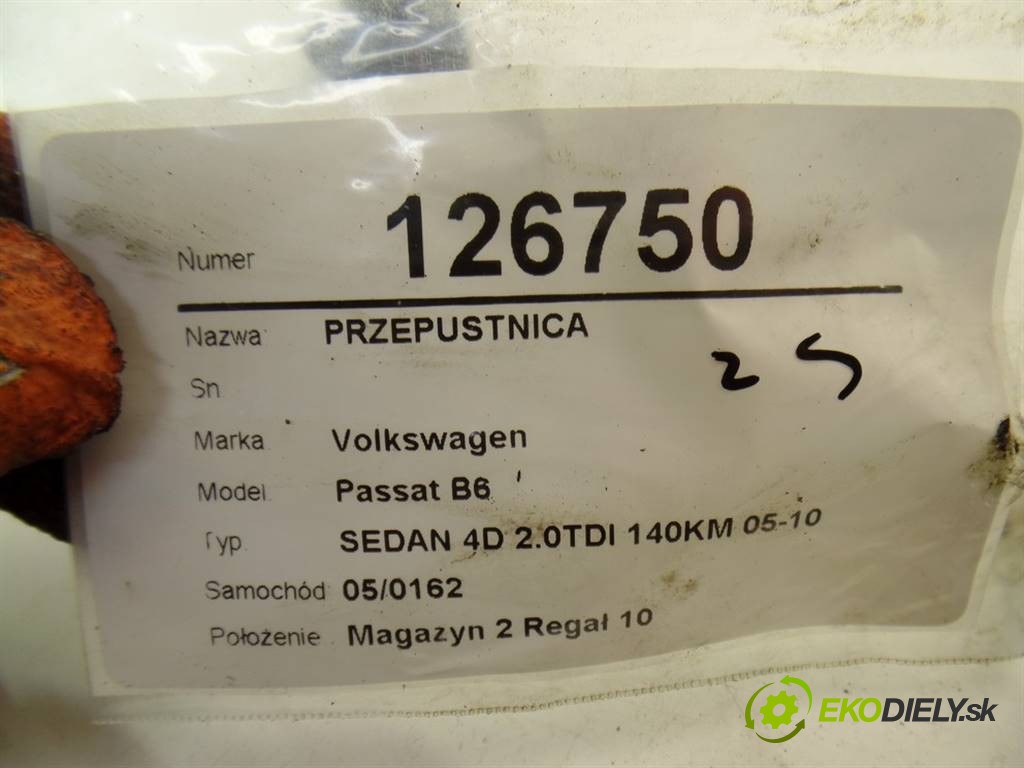 Numer 126750
Nazwa: PRZEPUSTNICA
Sn.
Marka: Volkswagen
Model: Passat B6
Typ: SEDAN 4D 2.0TDI 140KM 05-10
Samochód: 05/0162
Położenie: Magazyn 2 Regał 10
EKODIELY.sk